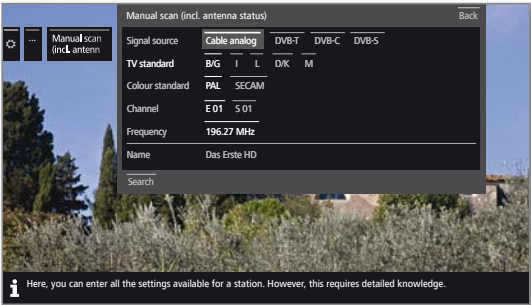 Manual scan (incl. antenna status) Back
... Manual scan
(incl. antenn
Signal source Cable analog DVB-T DVB-C DVB-S
TV standard B/G I L D/K M
Colour standard PAL SECAM
Channel E 01 S 01
Frequency 196.27 MHz
Name Das Erste HD
Search
i Here, you can enter all the settings available for a station. However, this requires detailed knowledge.